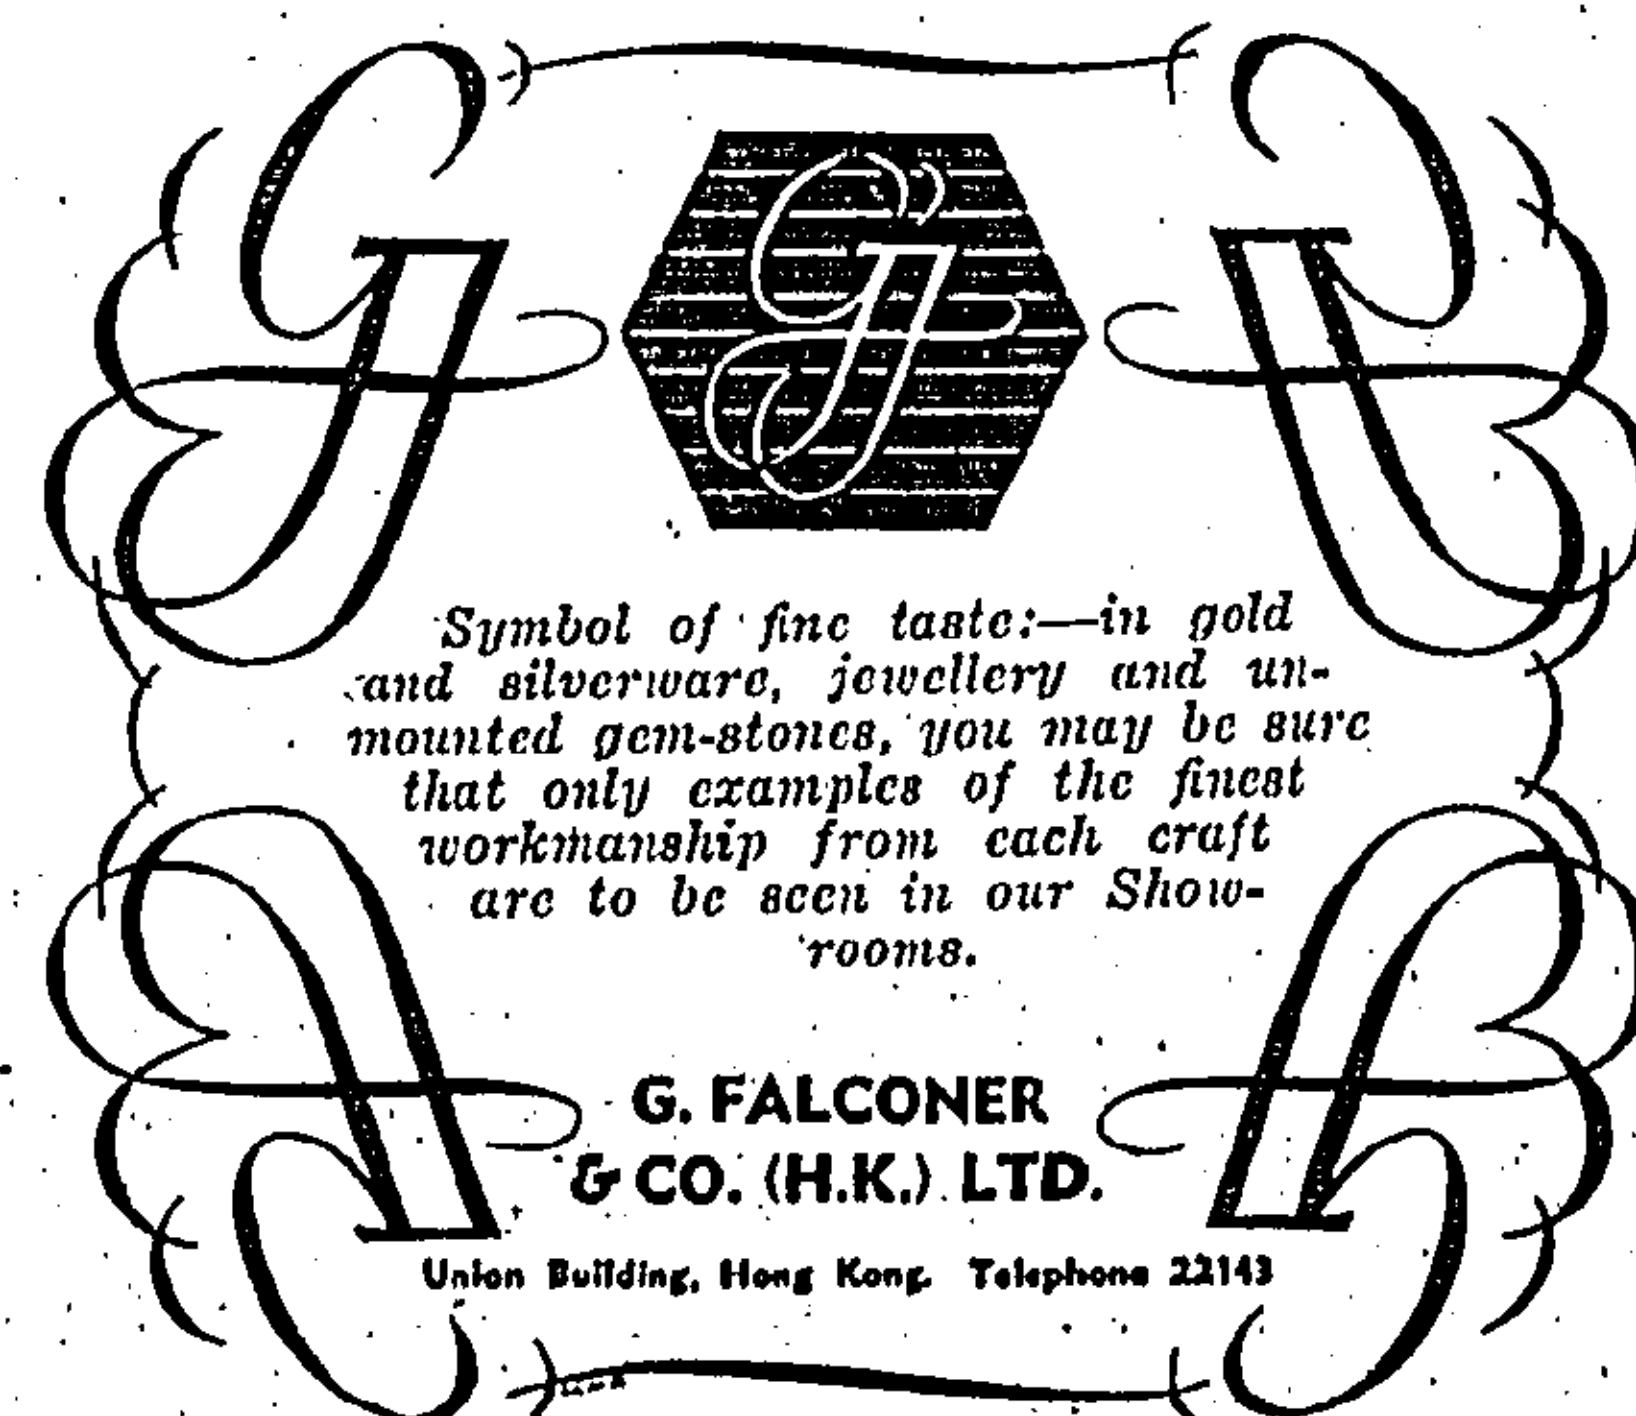 Symbol of fine taste:—in gold
and silverware, jewellery and un-
mounted gem-stones, you may be sure
that only examples of the finest
workmanship from each craft
are to be seen in our Show-
rooms.
G. FALCONER
& CO. (H.K.) LTD.
Union Building, Hong Kong. Telephone 22143